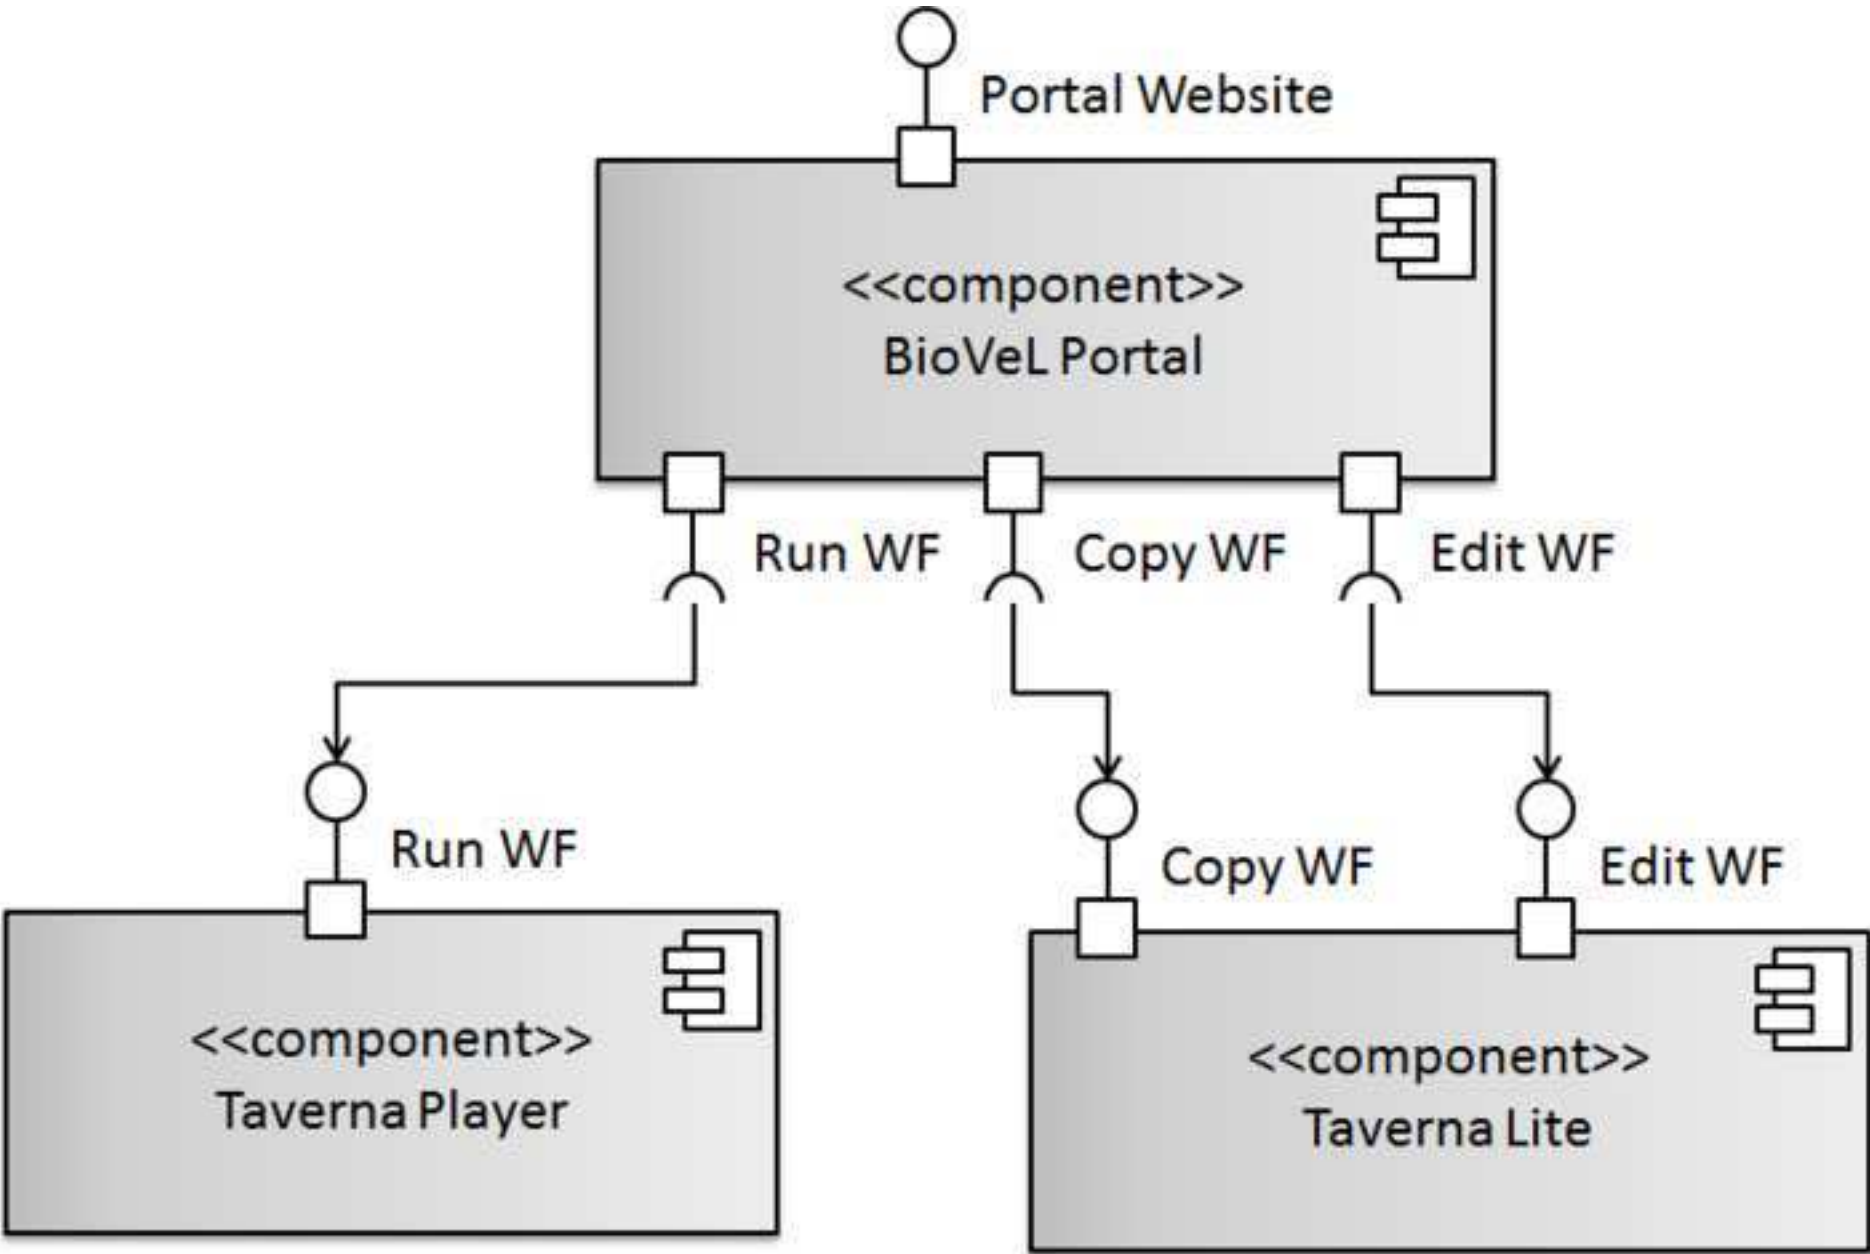 Portal Website
<<component>>
BioVeL Portal
Run WF
Copy WF
Edit WF
Run WF
Copy WF
Edit WF
<<component>>
Taverna Player
<<component>>
Taverna Lite